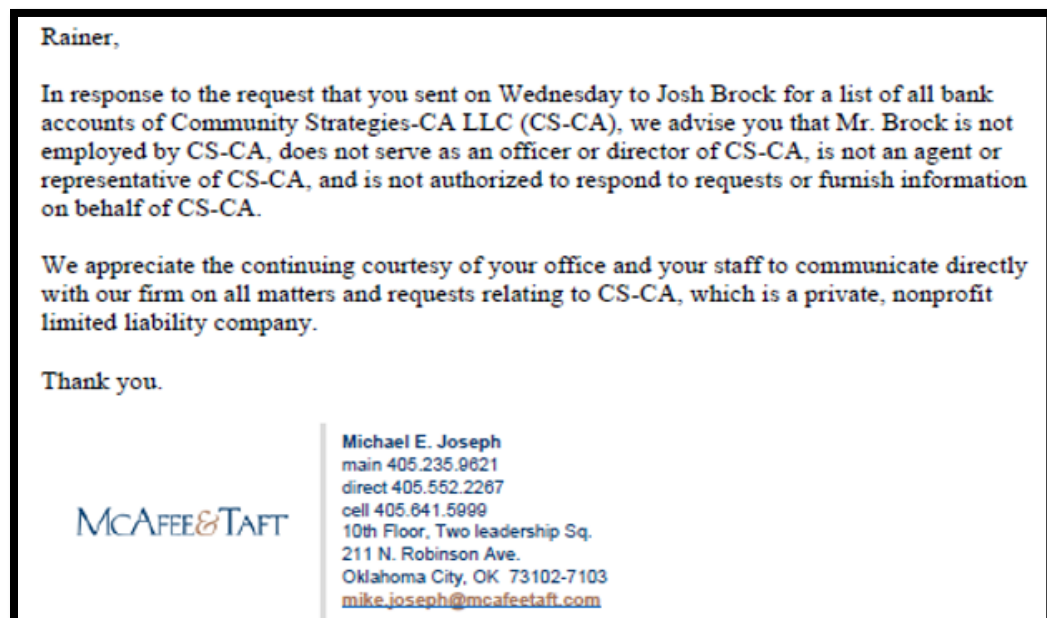 Rainer,
In response to the request that you sent on Wednesday to Josh Brock for a list of all bank
accounts of Community Strategies-CA LLC (CS-CA), we advise you that Mr. Brock is not
employed by CS-CA, does not serve as an officer or director of CS-CA, is not an agent or
representative of CS-CA, and is not authorized to respond to requests or furnish information
on behalf of CS-CA.
We appreciate the continuing courtesy of your office and your staff to communicate directly
with our firm on all matters and requests relating to CS-CA, which is a private, nonprofit
limited liability company.
Thank you.
MCAFEE&TAFT
Michael E. Joseph
main 405.235.9621
direct 405.552.2267
cell 405.641.5999
10th Floor, Two leadership Sq.
211 N. Robinson Ave.
Oklahoma City, OK 73102-7103
mike.joseph@mcafeetaft.com